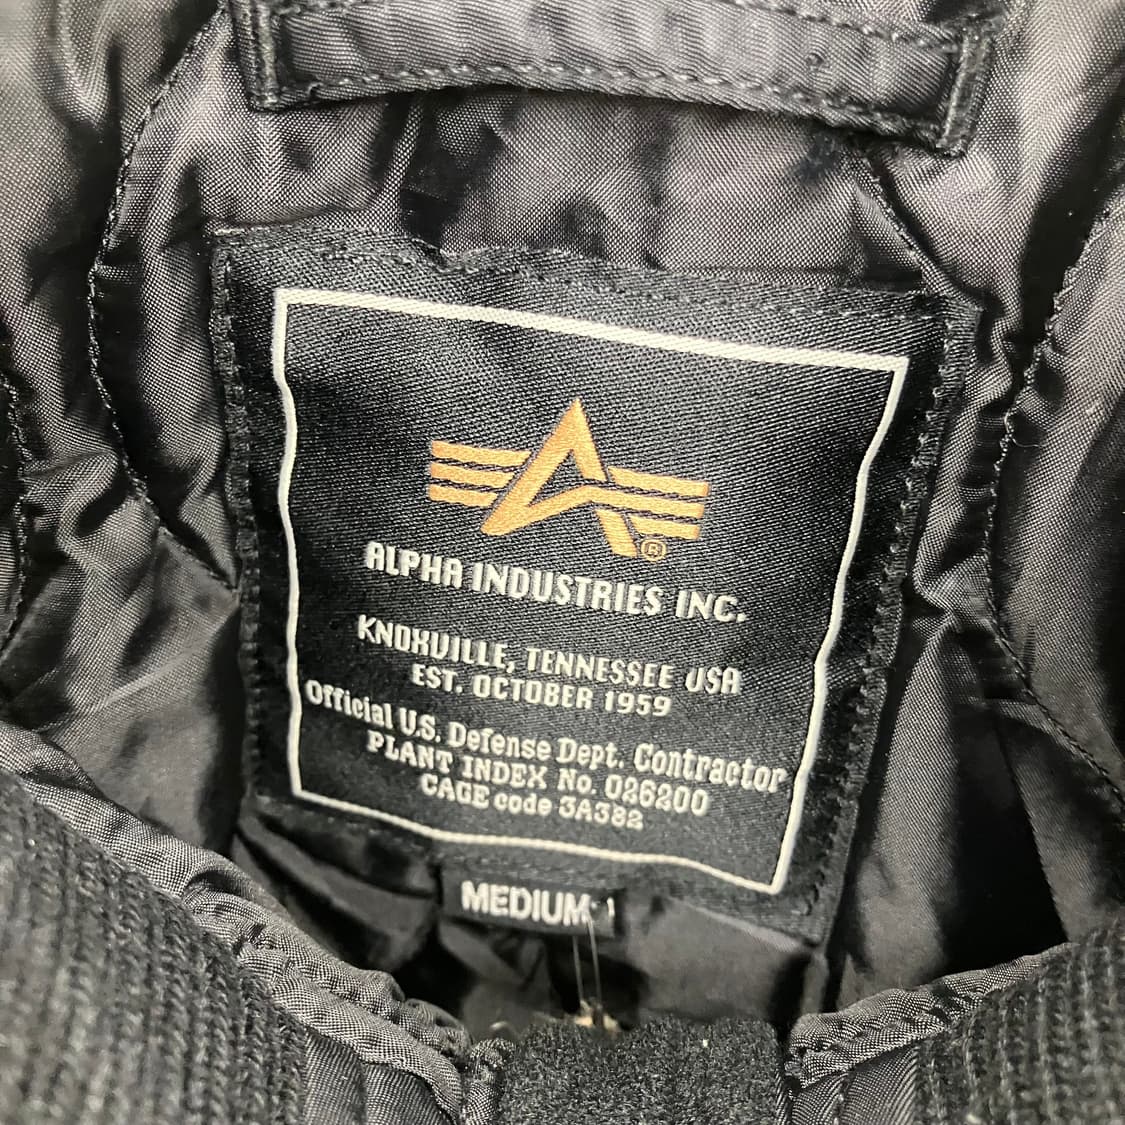 ®
ALPHA INDUSTRIES INC.
KNOXVILLE, TENNESSEE USA
EST. OCTOBER 1959
Official U.S. Defense Dept. Contractor
PLANT INDEX No. 026200
CAGE code 3A382
MEDIUM